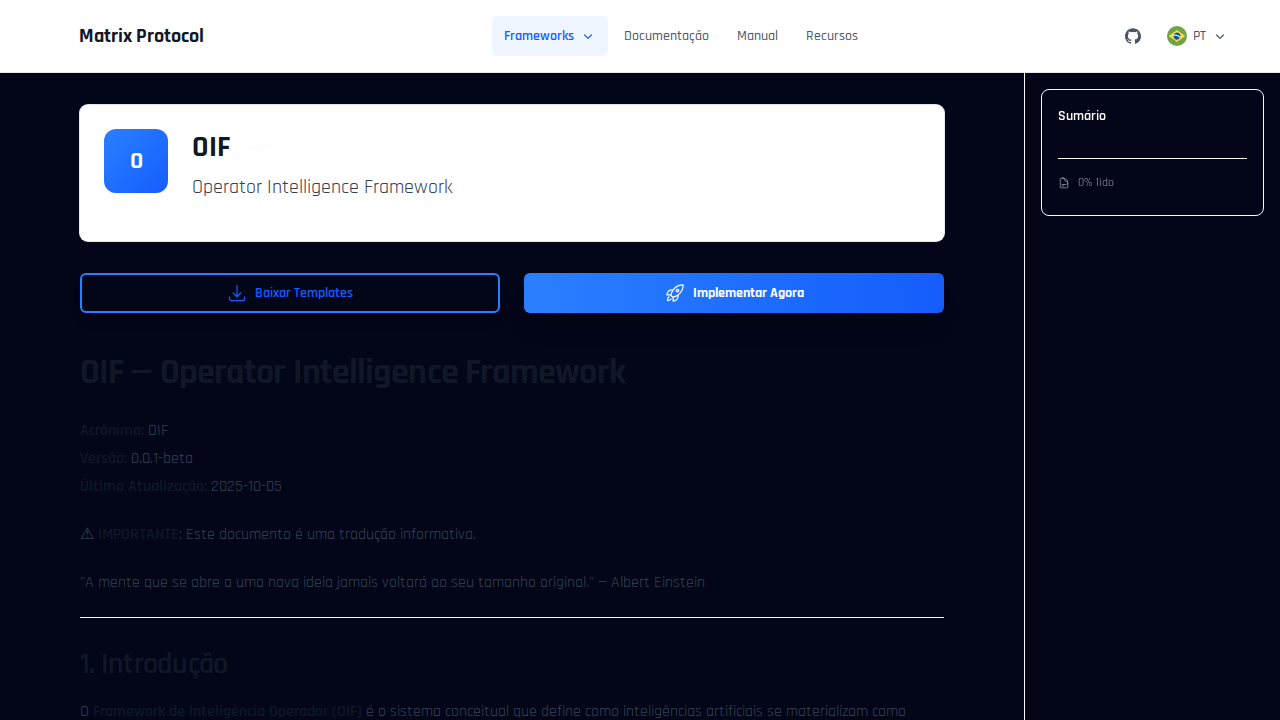 Matrix Protocol
Frameworks
Documentação
Manual
Recursos
PT
O
OIF
Operator Intelligence Framework
Baixar Templates
Implementar Agora
Sumário
0% lido
OIF — Operator Intelligence Framework
Acrônimo: OIF
Versão: 0.0.1-beta
Última Atualização: 2025-10-05
⚠ IMPORTANTE: Este documento é uma tradução informativa.
"A mente que se abre a uma nova ideia jamais voltará ao seu tamanho original." — Albert Einstein
1. Introdução
O Framework de Inteligência Operador (OIF) é o sistema conceitual que define como inteligências artificiais se materializam como